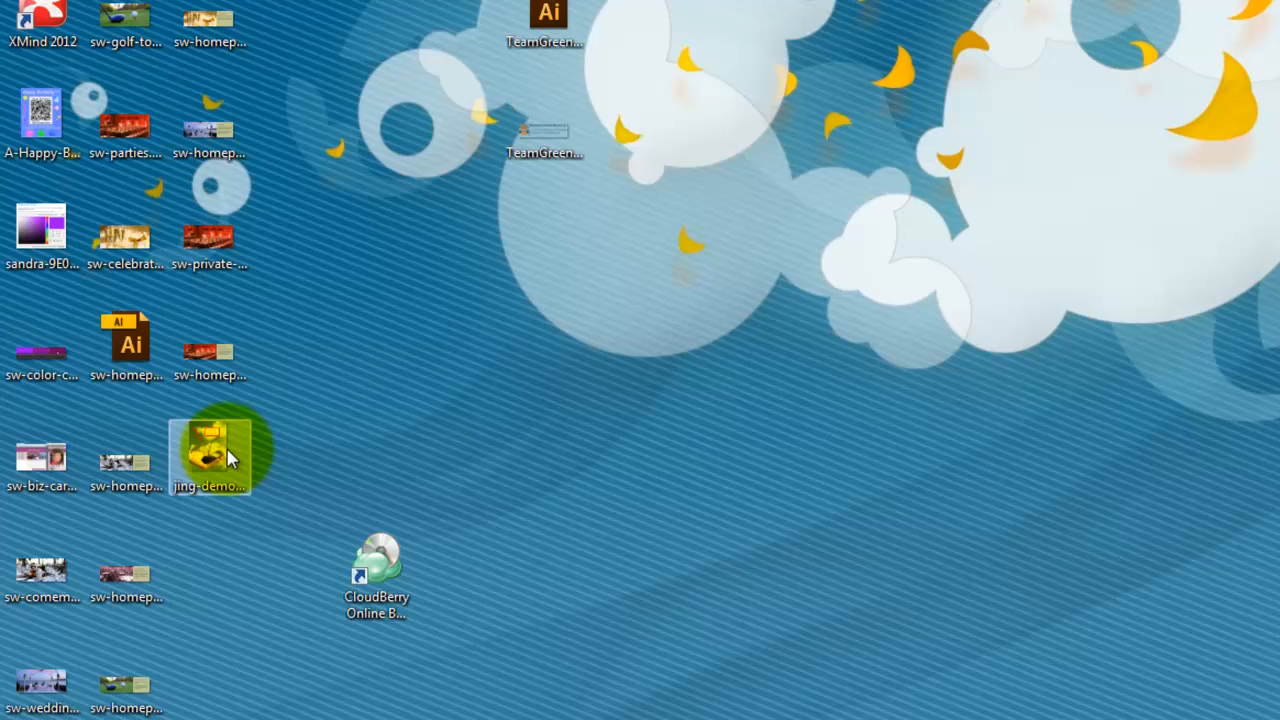 XMind 2012
sw-golf-to...
sw-homep...
Ai
TeamGreen...
A-Happy-B...
sw-parties....
sw-homep...
TeamGreen...
sandra-9E0...
sw-celebrat...
sw-private-...
AI
Ai
sw-color-c...
sw-homep...
sw-homep...
sw-biz-car...
sw-homep...
jing-demo...
sw-comem...
sw-homep...
CloudBerry
Online B...
sw-weddin...
sw-homep...